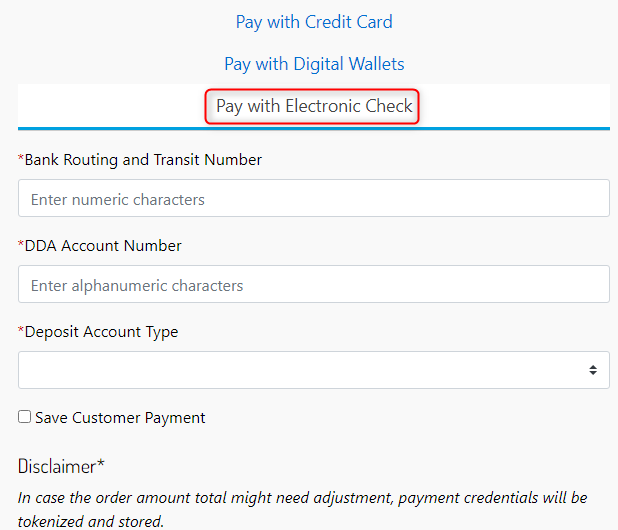 Pay with Credit Card
Pay with Digital Wallets
Pay with Electronic Check
*Bank Routing and Transit Number
Enter numeric characters
*DDA Account Number
Enter alphanumeric characters
*Deposit Account Type
Save Customer Payment
Disclaimer*
In case the order amount total might need adjustment, payment credentials will be
tokenized and stored.